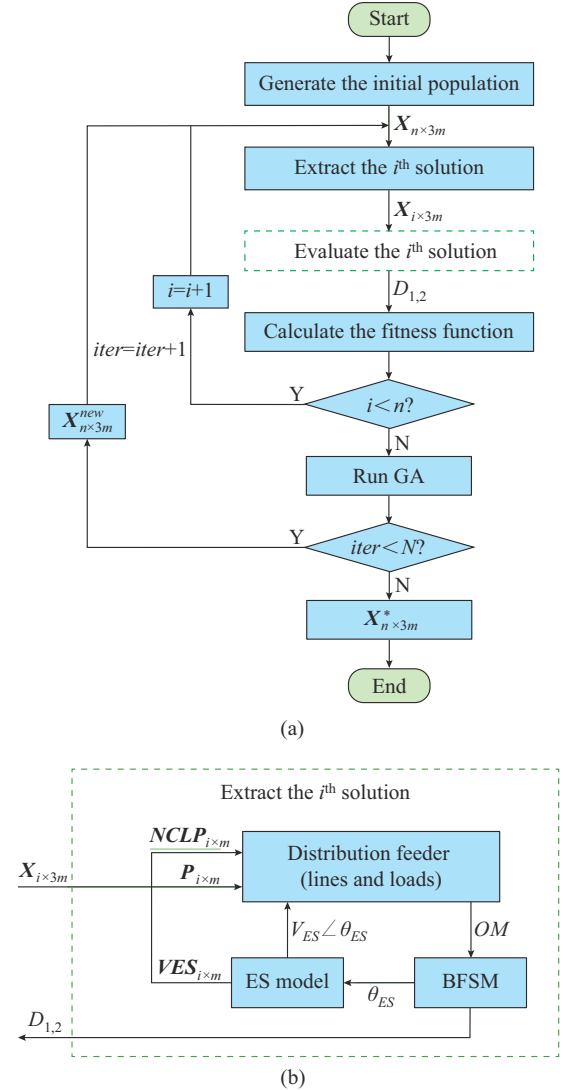 Start
Generate the initial population
X_{n×3m}
Extract the i^{th} solution
X_{i×3m}
Evaluate the i^{th} solution
D_{1,2}
i=i+1
Calculate the fitness function
iter=iter+1
Y
i<n?
X^{new}_{n×3m}
N
Run GA
Y
iter<N?
N
X^{*}_{n×3m}
End
(a)
Extract the i^{th} solution
NCLP_{i×m}
Distribution feeder
(lines and loads)
X_{i×3m}
P_{i×m}
V_{ES}∠θ_{ES}
OM
VES_{i×m}
ES model
θ_{ES}
BFSM
D_{1,2}
(b)